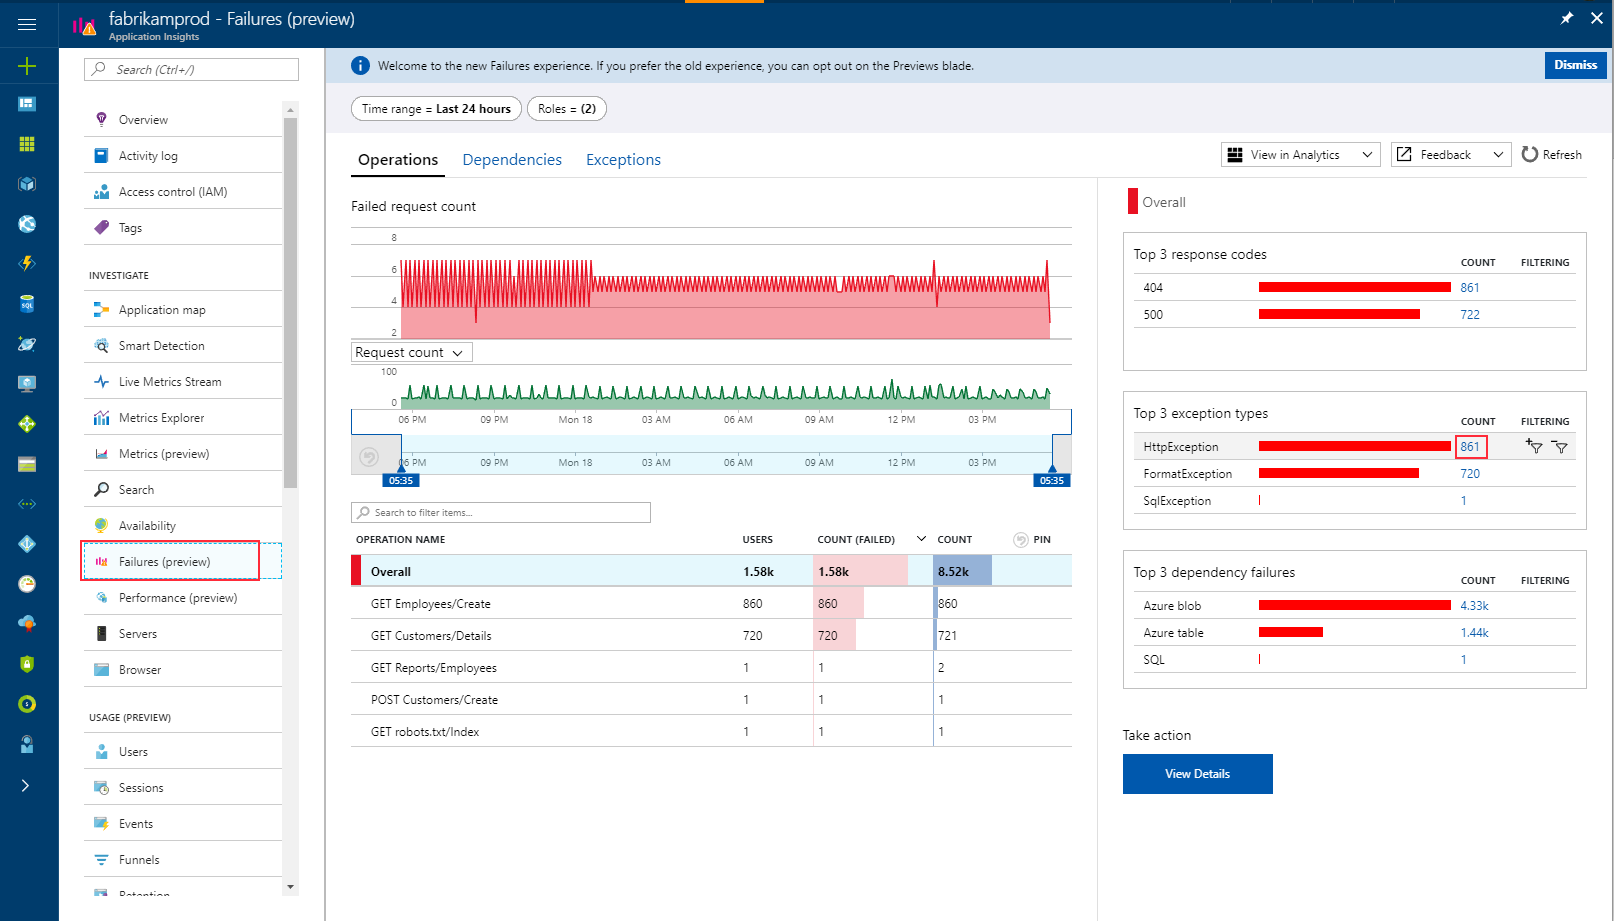 fabrikamprod - Failures (preview)
Application Insights
Search (Ctrl+/)
Overview
Activity log
Access control (IAM)
Tags
INVESTIGATE
Application map
Smart Detection
Live Metrics Stream
Metrics Explorer
Metrics (preview)
Search
Availability
Failures (preview)
Performance (preview)
Servers
Browser
USAGE (PREVIEW)
Users
Sessions
Events
Funnels
Retention
Welcome to the new Failures experience. If you prefer the old experience, you can opt out on the Previews blade.
Dismiss
Time range = Last 24 hours
Roles = (2)
Operations Dependencies Exceptions
View in Analytics
Feedback
Refresh
Failed request count
8
6
4
2
Request count
100
0
06 PM 09 PM Mon 18 03 AM 06 AM 09 AM 12 PM 03 PM
06 PM 09 PM Mon 18 03 AM 06 AM 09 AM 12 PM 03 PM
05:35 05:35
Search to filter items...
OPERATION NAME USERS COUNT (FAILED) COUNT PIN
Overall 1.58k 1.58k 8.52k
GET Employees/Create 860 860 860
GET Customers/Details 720 720 721
GET Reports/Employees 1 1 2
POST Customers/Create 1 1 1
GET robots.txt/Index 1 1 1
Overall
Top 3 response codes
COUNT FILTERING
404 861
500 722
Top 3 exception types
COUNT FILTERING
HttpException 861
FormatException 720
SqlException 1
Top 3 dependency failures
COUNT FILTERING
Azure blob 4.33k
Azure table 1.44k
SQL 1
Take action
View Details